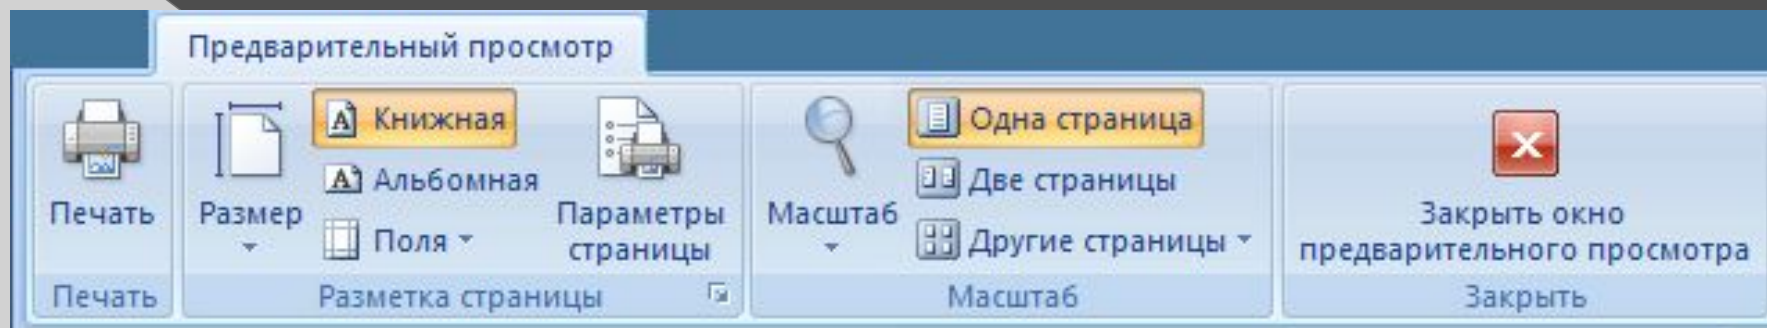 Предварительный просмотр
Печать
Печать
Размер
Книжная
Альбомная
Поля
Параметры
страницы
Разметка страницы
Масштаб
Одна страница
Две страницы
Другие страницы
Масштаб
Закрыть окно
предварительного просмотра
Закрыть